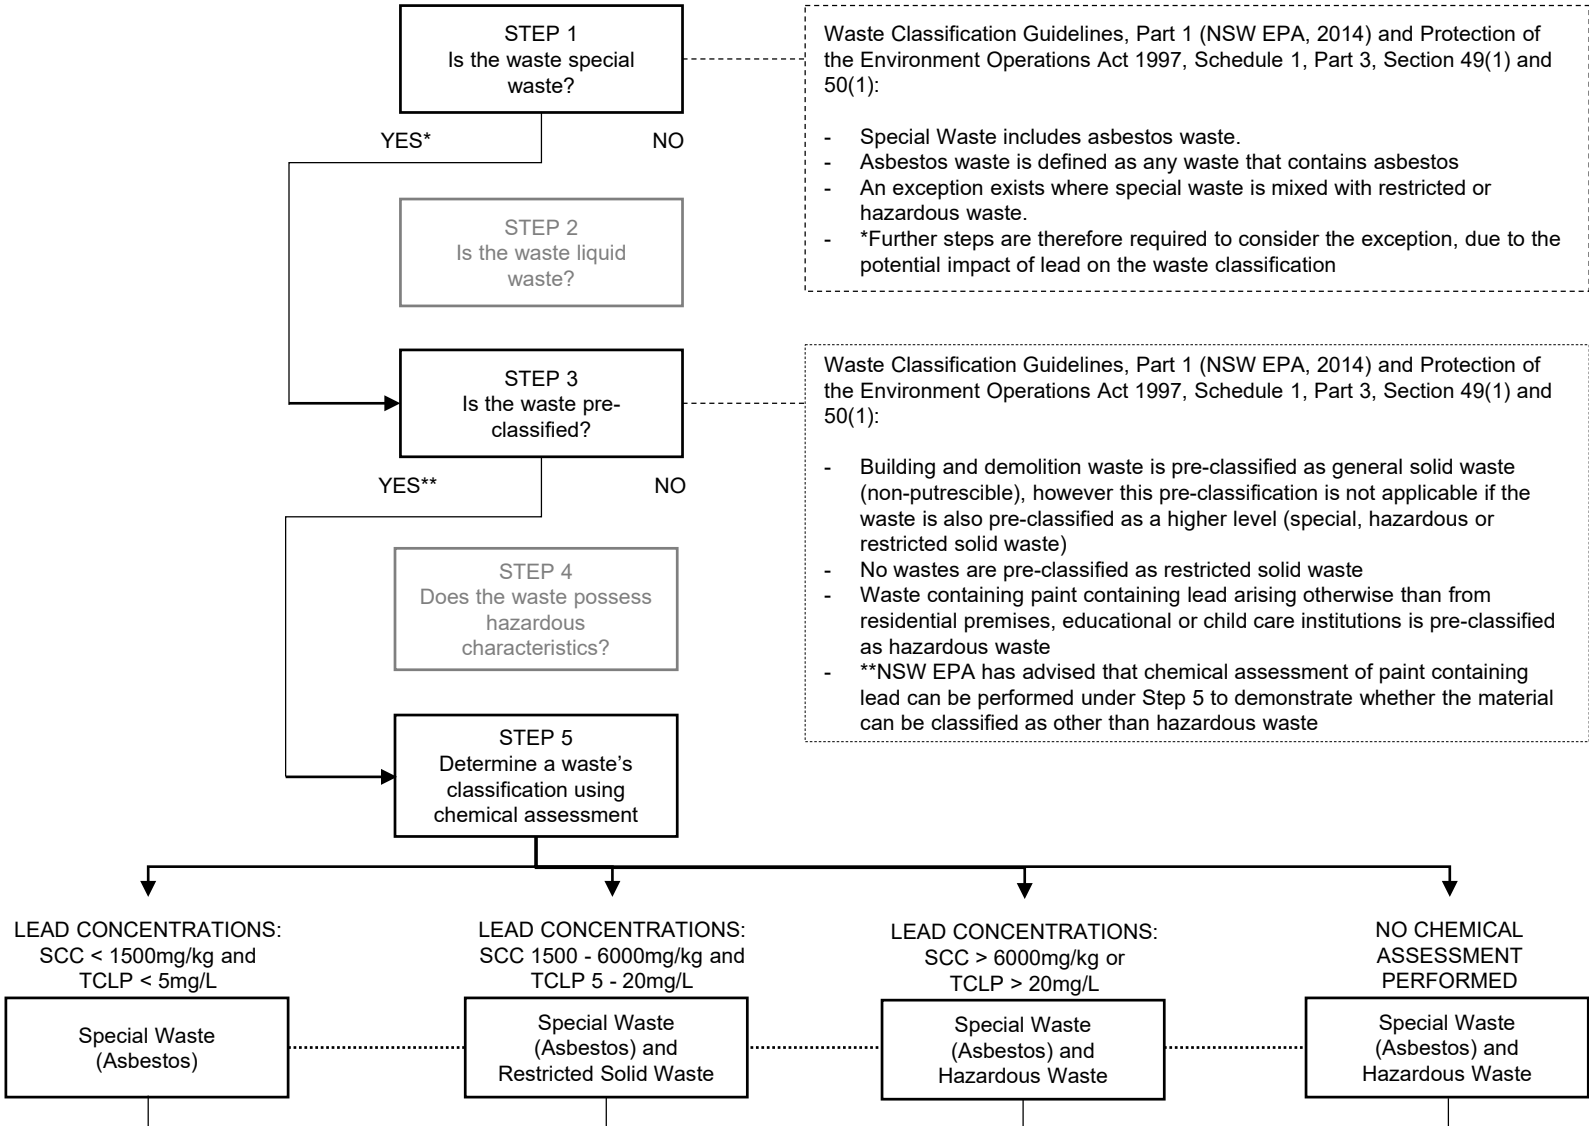 STEP 1
Is the waste special
waste?
Waste Classification Guidelines, Part 1 (NSW EPA, 2014) and Protection of
the Environment Operations Act 1997, Schedule 1, Part 3, Section 49(1) and
50(1):
- Special Waste includes asbestos waste.
- Asbestos waste is defined as any waste that contains asbestos
- An exception exists where special waste is mixed with restricted or
hazardous waste.
- *Further steps are therefore required to consider the exception, due to the
potential impact of lead on the waste classification
YES*
NO
STEP 2
Is the waste liquid
waste?
STEP 3
Is the waste pre-
classified?
Waste Classification Guidelines, Part 1 (NSW EPA, 2014) and Protection of
the Environment Operations Act 1997, Schedule 1, Part 3, Section 49(1) and
50(1):
- Building and demolition waste is pre-classified as general solid waste
(non-putrescible), however this pre-classification is not applicable if the
waste is also pre-classified as a higher level (special, hazardous or
restricted solid waste)
- No wastes are pre-classified as restricted solid waste
- Waste containing paint containing lead arising otherwise than from
residential premises, educational or child care institutions is pre-classified
as hazardous waste
- **NSW EPA has advised that chemical assessment of paint containing
lead can be performed under Step 5 to demonstrate whether the material
can be classified as other than hazardous waste
YES**
NO
STEP 4
Does the waste possess
hazardous
characteristics?
STEP 5
Determine a waste's
classification using
chemical assessment
LEAD CONCENTRATIONS:
SCC < 1500mg/kg and
TCLP < 5mg/L
Special Waste
(Asbestos)
LEAD CONCENTRATIONS:
SCC 1500 - 6000mg/kg and
TCLP 5 - 20mg/L
Special Waste
(Asbestos) and
Restricted Solid Waste
LEAD CONCENTRATIONS:
SCC > 6000mg/kg or
TCLP > 20mg/L
Special Waste
(Asbestos) and
Hazardous Waste
NO CHEMICAL
ASSESSMENT
PERFORMED
Special Waste
(Asbestos) and
Hazardous Waste